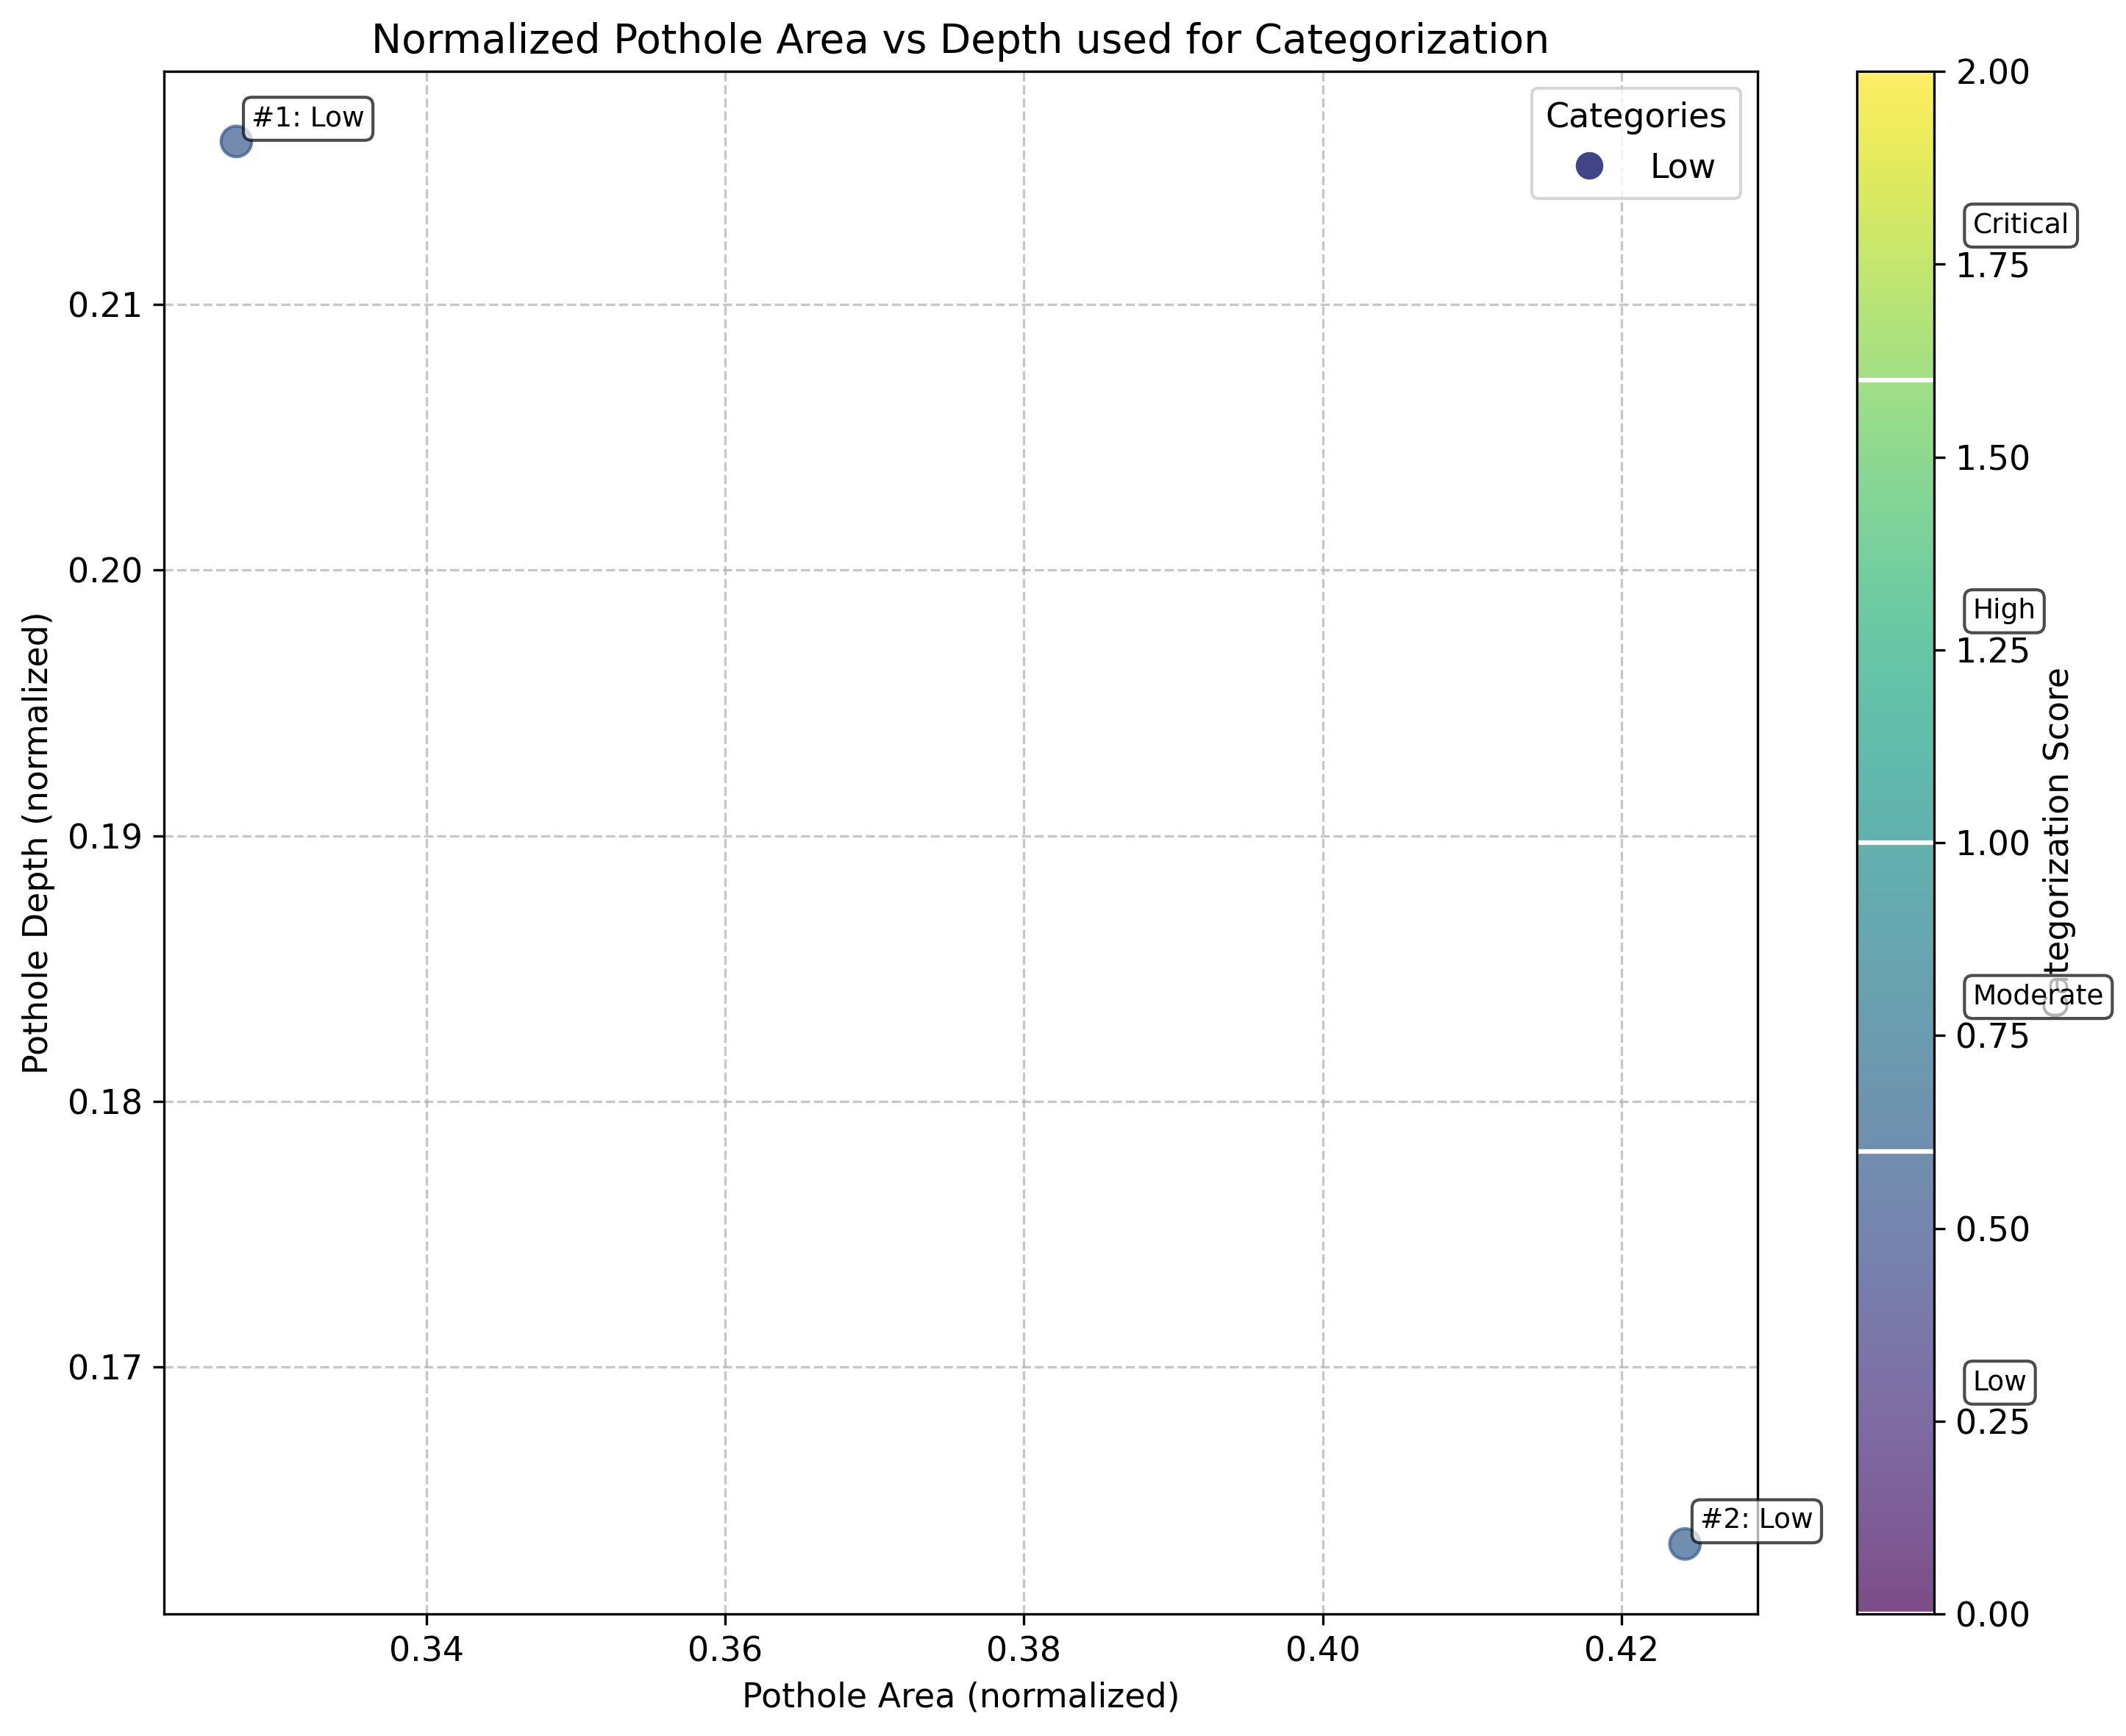 Normalized Pothole Area vs Depth used for Categorization
#1: Low
Categories
Low
0.21
0.20
0.19
0.18
0.17
Pothole Depth (normalized)
#2: Low
0.34
0.36
0.38
0.40
0.42
Pothole Area (normalized)
2.00
Critical
1.75
1.50
High
1.25
1.00
Moderate
0.75
0.50
Low
0.25
0.00
Categorization Score